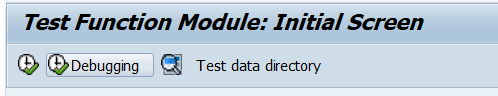 Test Function Module: Initial Screen
Debugging Test data directory